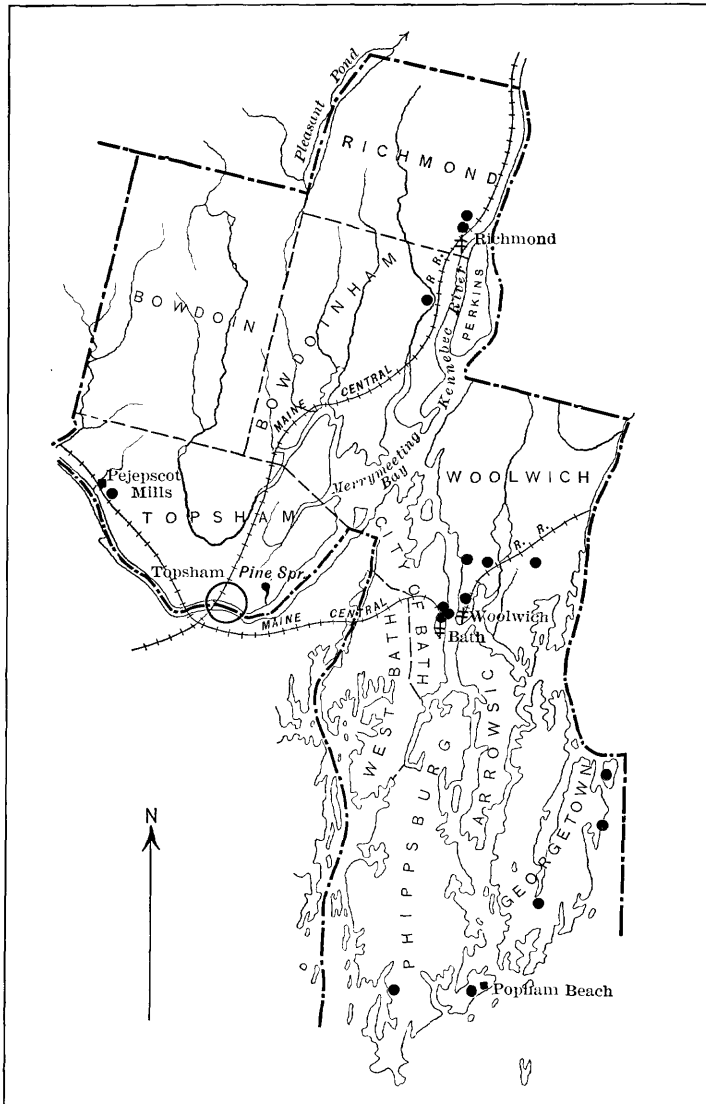 Pleasant Pond
RICHMOND
Richmond
R. R.
Kennebec River
PERKINS
BOWDOIN
BOWDOINHAM
MAINE CENTRAL
Merrymeeting
Bay
WOOLWICH
Pejepscot
Mills
TOPSHAM
CITY OF BATH
R. R.
Topsham
Pine Spr.
MAINE CENTRAL
Woolwich
Bath
WEST BATH
ARROWSIC
PHIPPSBURG
GEORGETOWN
N
Popham Beach